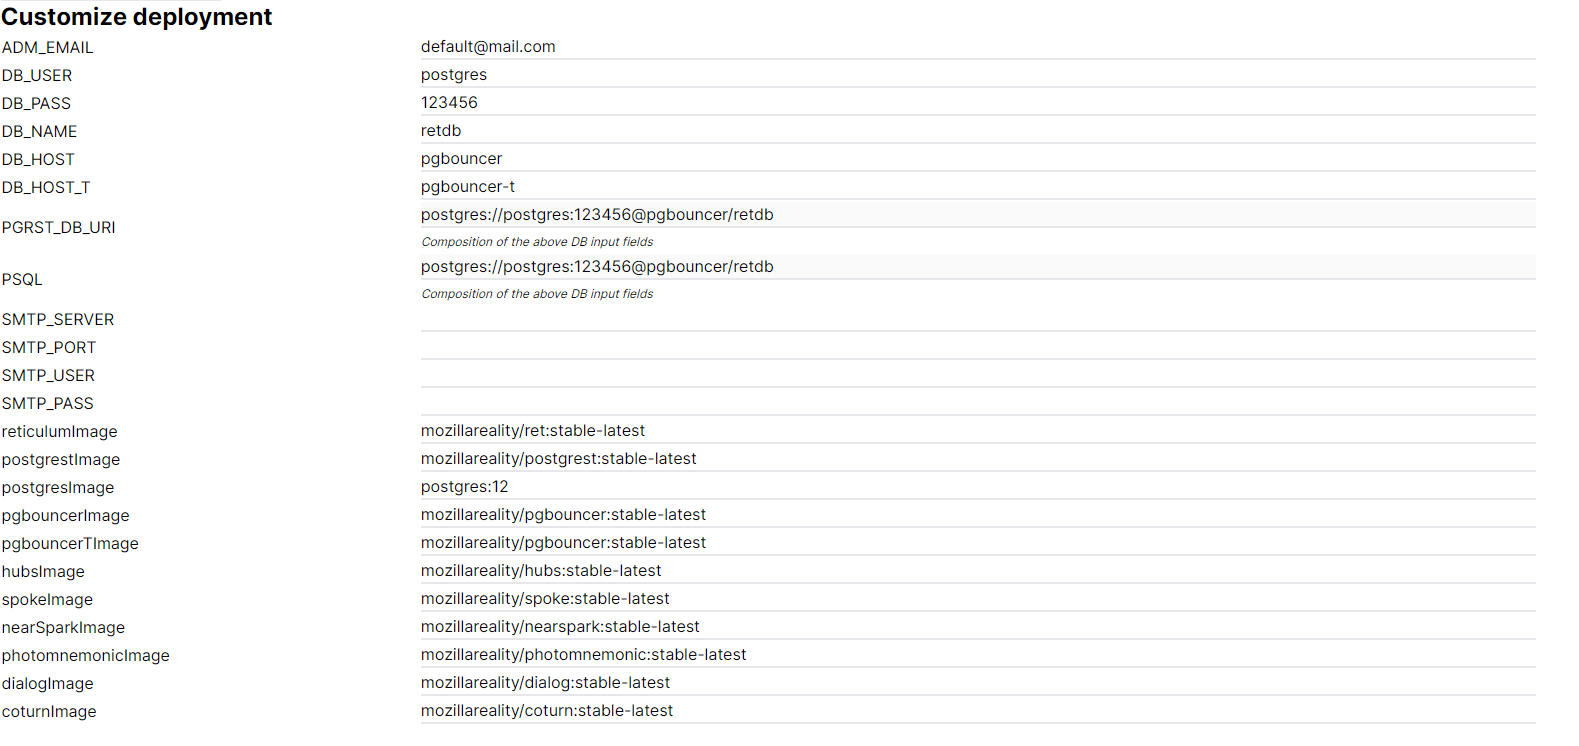 Customize deployment
ADM_EMAIL default@mail.com
DB_USER postgres
DB_PASS 123456
DB_NAME retdb
DB_HOST pgbouncer
DB_HOST_T pgbouncer-t
PGRST_DB_URI postgres://postgres:123456@pgbouncer/retdb
Composition of the above DB input fields
PSQL postgres://postgres:123456@pgbouncer/retdb
Composition of the above DB input fields
SMTP_SERVER
SMTP_PORT
SMTP_USER
SMTP_PASS
reticulumImage mozillareality/ret:stable-latest
postgrestImage mozillareality/postgrest:stable-latest
postgresImage postgres:12
pgbouncerImage mozillareality/pgbouncer:stable-latest
pgbouncerTImage mozillareality/pgbouncer:stable-latest
hubsImage mozillareality/hubs:stable-latest
spokeImage mozillareality/spoke:stable-latest
nearSparkImage mozillareality/nearspark:stable-latest
photomnemonicImage mozillareality/photomnemonic:stable-latest
dialogImage mozillareality/dialog:stable-latest
coturnImage mozillareality/coturn:stable-latest